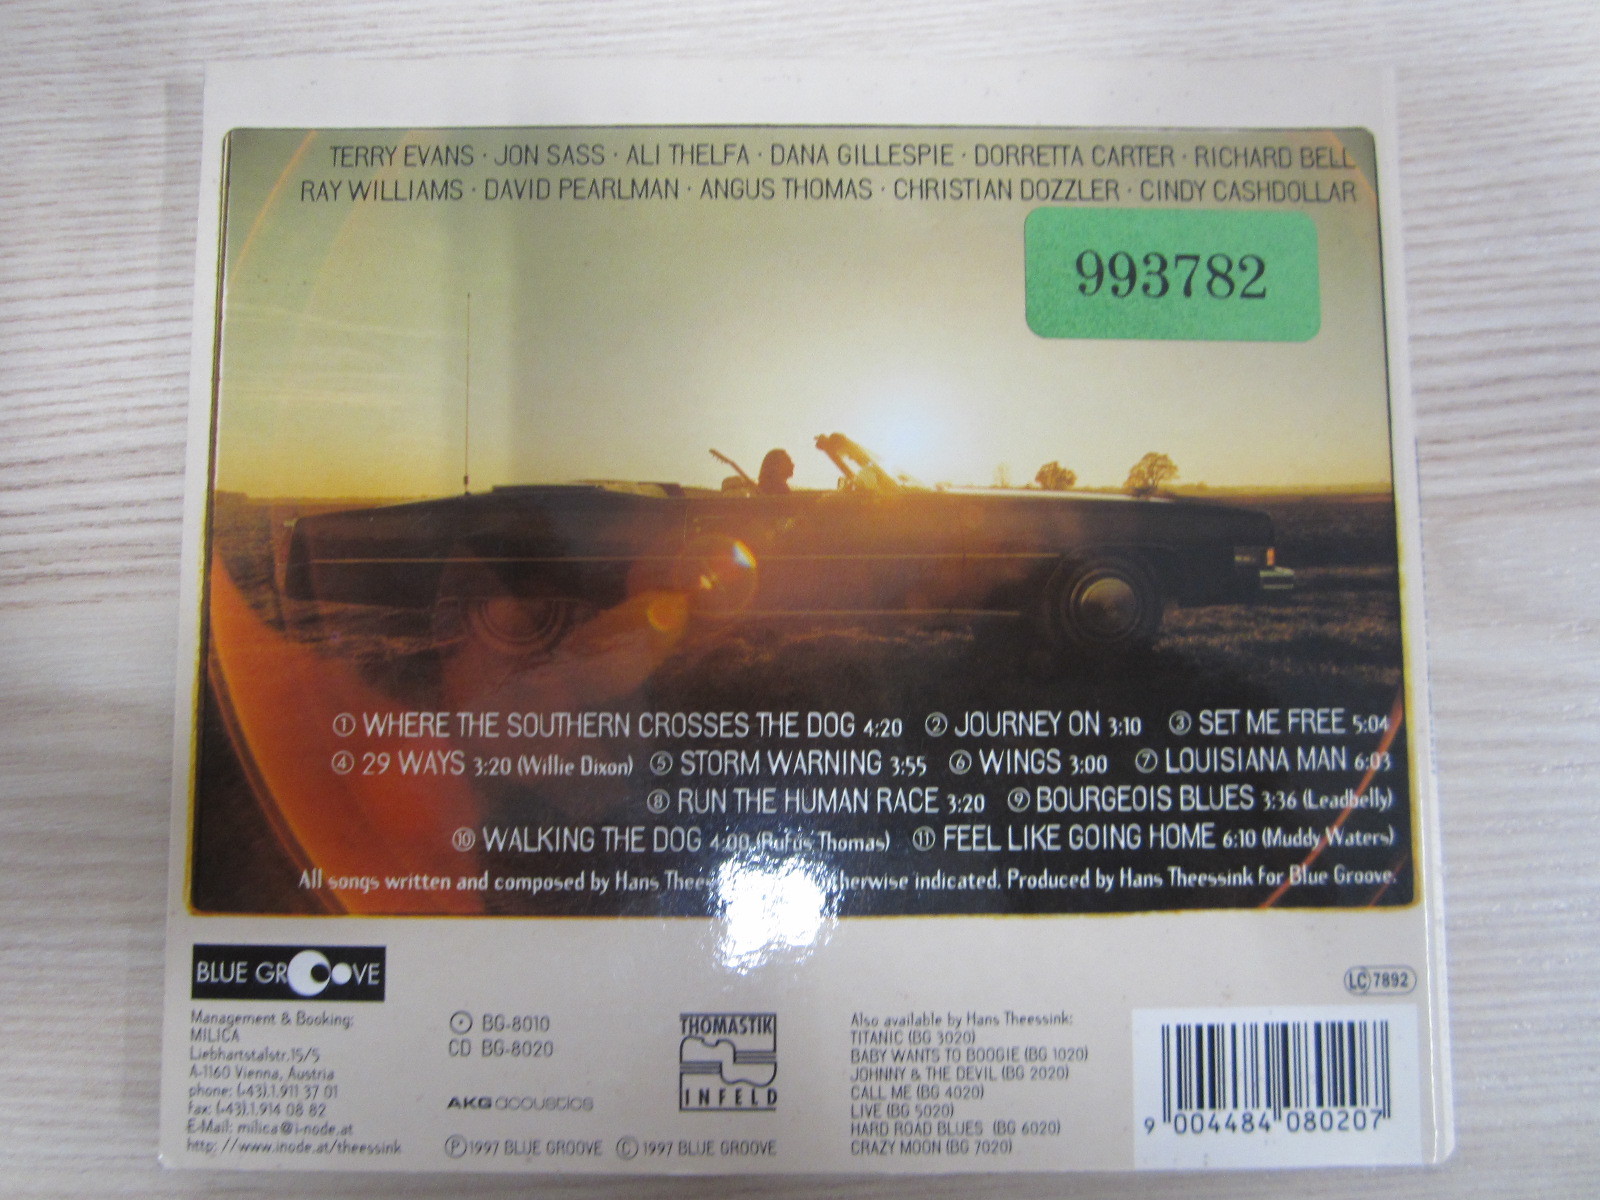 TERRY EVANS · JON SASS · ALI THELFA · DANA GILLESPIE · DORRETTA CARTER · RICHARD BELL
RAY WILLIAMS · DAVID PEARLMAN · ANGUS THOMAS · CHRISTIAN DOZZLER · CINDY CASHDOLLAR
993782
① WHERE THE SOUTHERN CROSSES THE DOG 4:20 ② JOURNEY ON 3:10 ③ SET ME FREE 5:04
④ 29 WAYS 3:20 (Willie Dixon) ⑤ STORM WARNING 3:55 ⑥ WINGS 3:00 ⑦ LOUISIANA MAN 6:03
⑧ RUN THE HUMAN RACE 3:20 ⑨ BOURGEOIS BLUES 3:36 (Leadbelly)
⑩ WALKING THE DOG 4:00 (Rufus Thomas) ⑪ FEEL LIKE GOING HOME 6:10 (Muddy Waters)
All songs written and composed by Hans indicated. Produced by Hans Theessink for Blue Groove.
BLUE GROOVE
LC 7892
Management & Booking:
MILICA
Liebhartstalstr.15/5
A-1160 Vienna, Austria
phone: (-43).1.911 37 01
fax: (-43).1.914 08 82
E-Mail: milica@i-node.at
http: //www.inode.at/theessink
BG-8010
CD BG-8020
AKG acoustics
Ⓟ1997 BLUE GROOVE © 1997 BLUE GROOVE
THOMASTIK
INFELD
Also available by Hans Theessink:
TITANIC (BG 3020)
BABY WANTS TO BOOGIE (BG 1020)
JOHNNY & THE DEVIL (BG 2020)
CALL ME (BG 4020)
LIVE (BG 5020)
HARD ROAD BLUES (BG 6020)
CRAZY MOON (BG 7020)
9 004484 080207